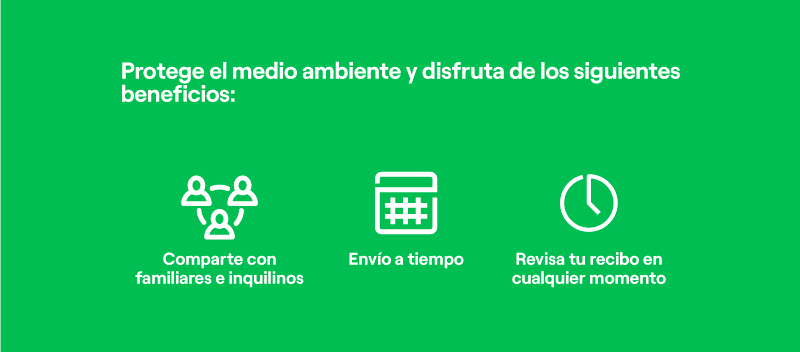 Protege el medio ambiente y disfruta de los siguientes
beneficios:
Comparte con
familiares e inquilinos
Envío a tiempo
Revisa tu recibo en
cualquier momento